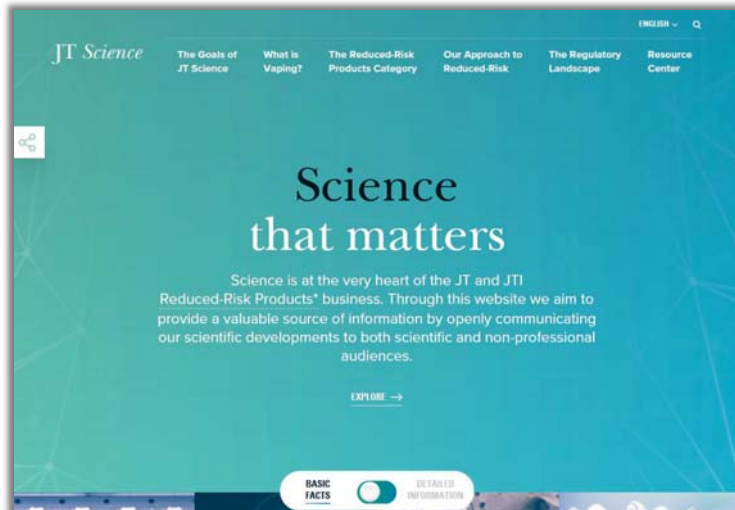 ENGLISH
JT Science
The Goals of
JT Science
What is
Vaping?
The Reduced-Risk
Products Category
Our Approach to
Reduced-Risk
The Regulatory
Landscape
Resource
Center
Science
that matters
Science is at the very heart of the JT and JTI
Reduced-Risk Products* business. Through this website we aim to
provide a valuable source of information by openly communicating
our scientific developments to both scientific and non-professional
audiences.
EXPLORE →
BASIC
FACTS
DETAILED
INFORMATION